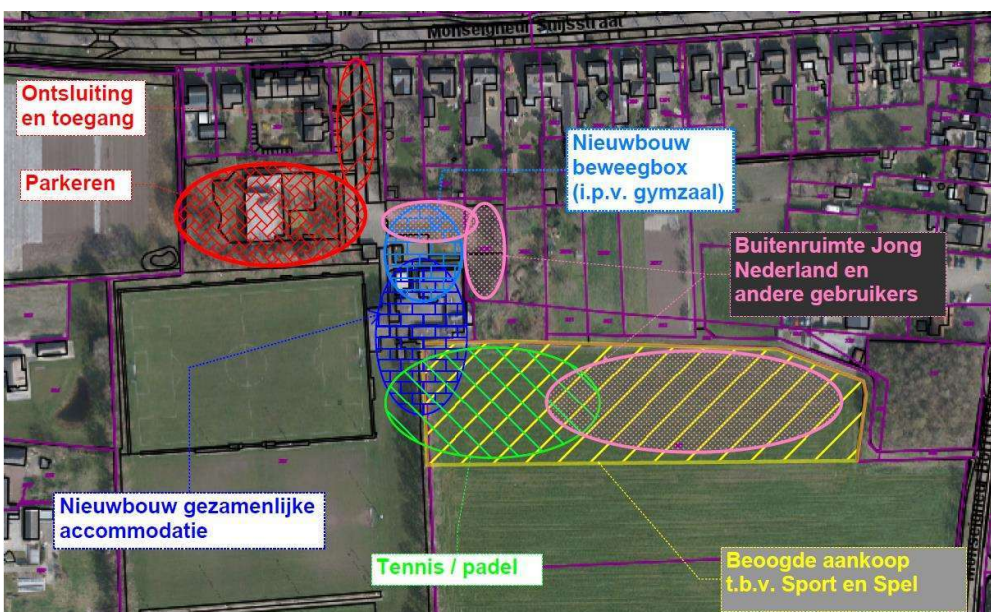 Monseigneur Suijsstraat
Ontsluiting
en toegang
Parkeren
Nieuwbouw
beweegbox
(i.p.v. gymzaal)
Buitenruimte Jong
Nederland en
andere gebruikers
Nieuwbouw gezamenlijke
accommodatie
Tennis / padel
Beoogde aankoop
t.b.v. Sport en Spel